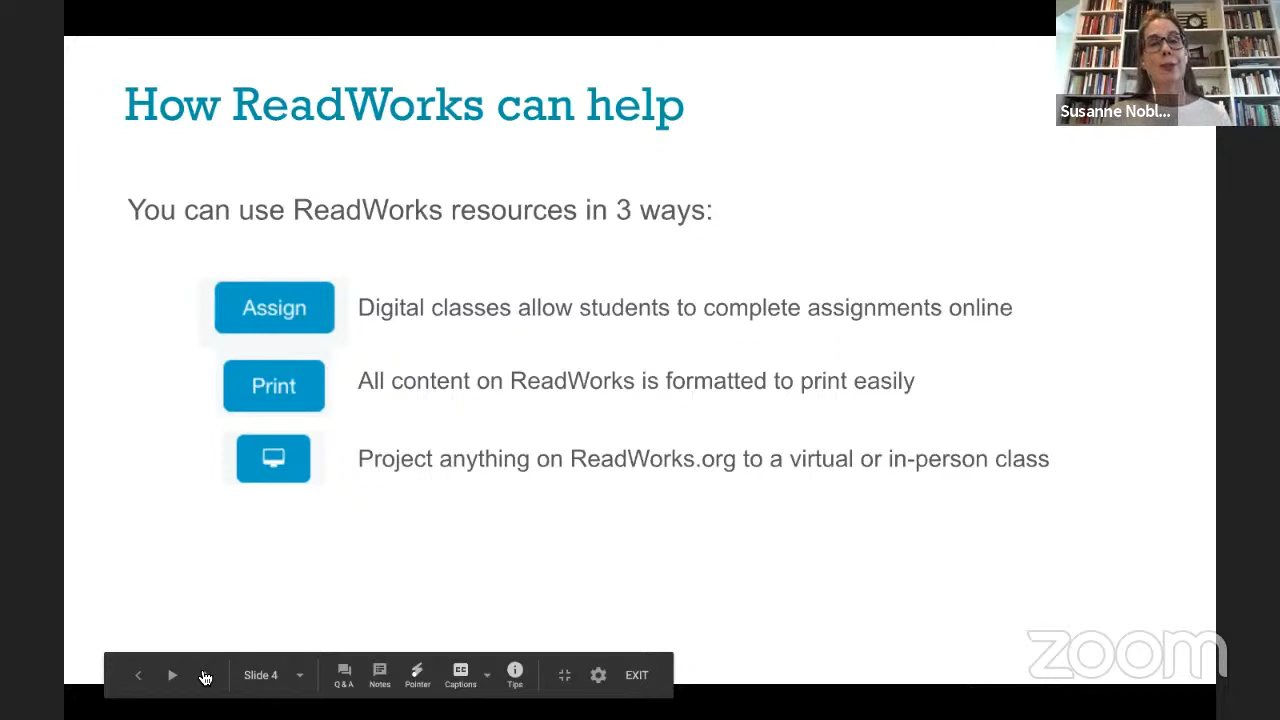 How ReadWorks can help
Susanne Nobl...
You can use ReadWorks resources in 3 ways:
Assign
Digital classes allow students to complete assignments online
Print
All content on ReadWorks is formatted to print easily
Project anything on ReadWorks.org to a virtual or in-person class
zoom
Slide 4
Q & A
Notes
Pointer
CC
Captions
Tips
EXIT